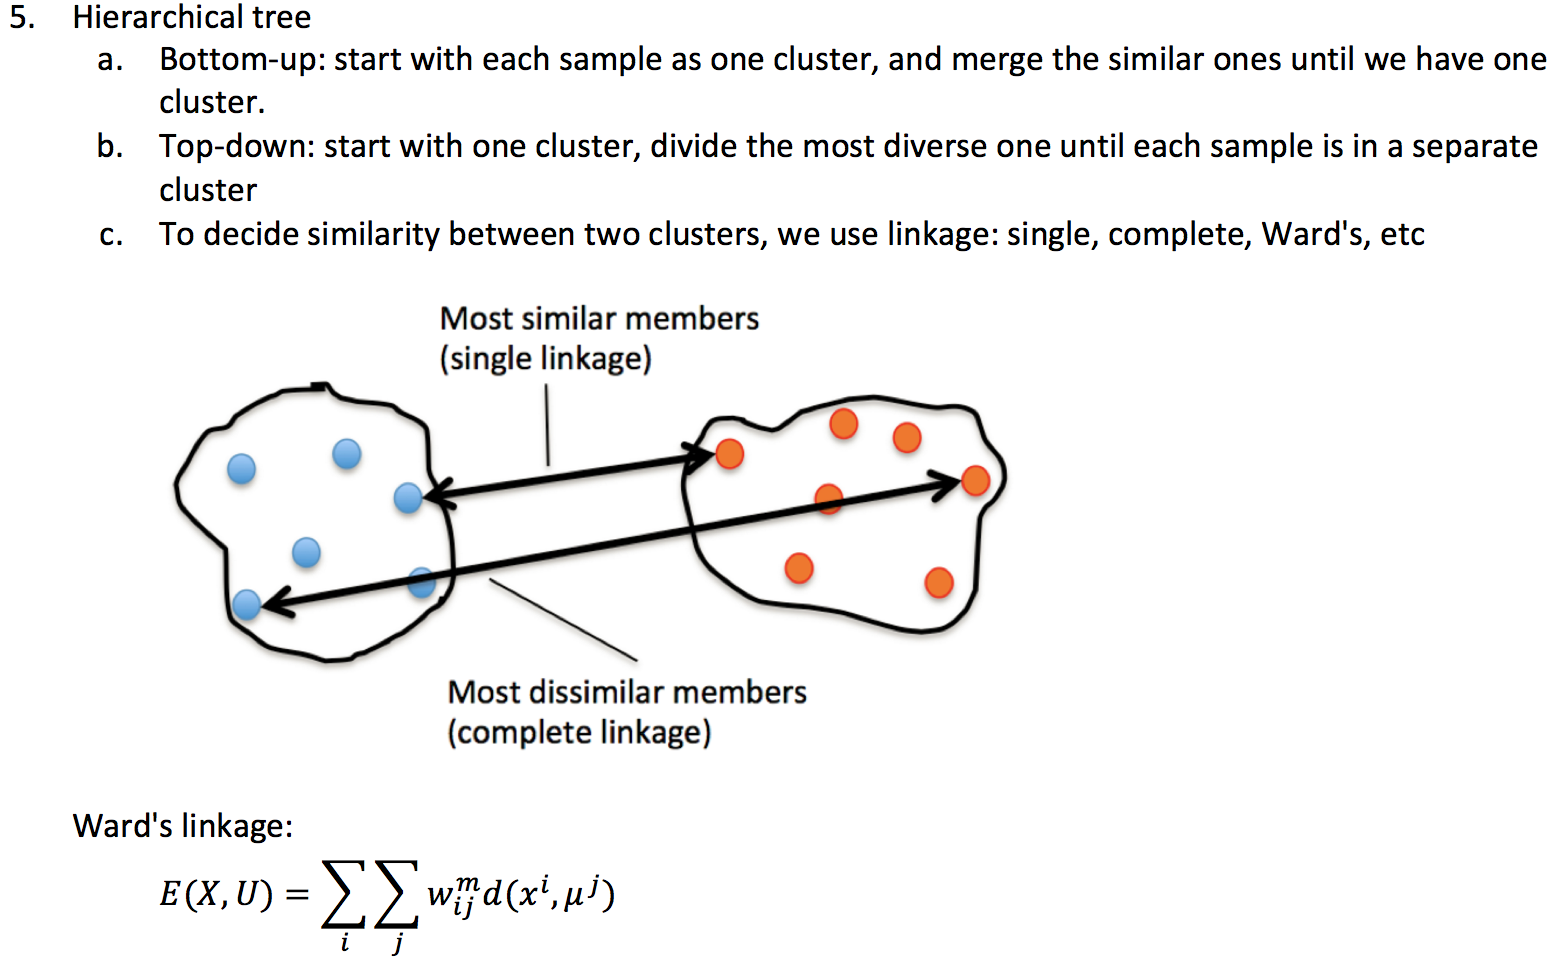 5. Hierarchical tree
a. Bottom-up: start with each sample as one cluster, and merge the similar ones until we have one
cluster.
b. Top-down: start with one cluster, divide the most diverse one until each sample is in a separate
cluster
c. To decide similarity between two clusters, we use linkage: single, complete, Ward's, etc
Most similar members
(single linkage)
Most dissimilar members
(complete linkage)
Ward's linkage:
E(X, U) = ∑_i ∑_j w_{ij}^m d(x^i, μ^j)